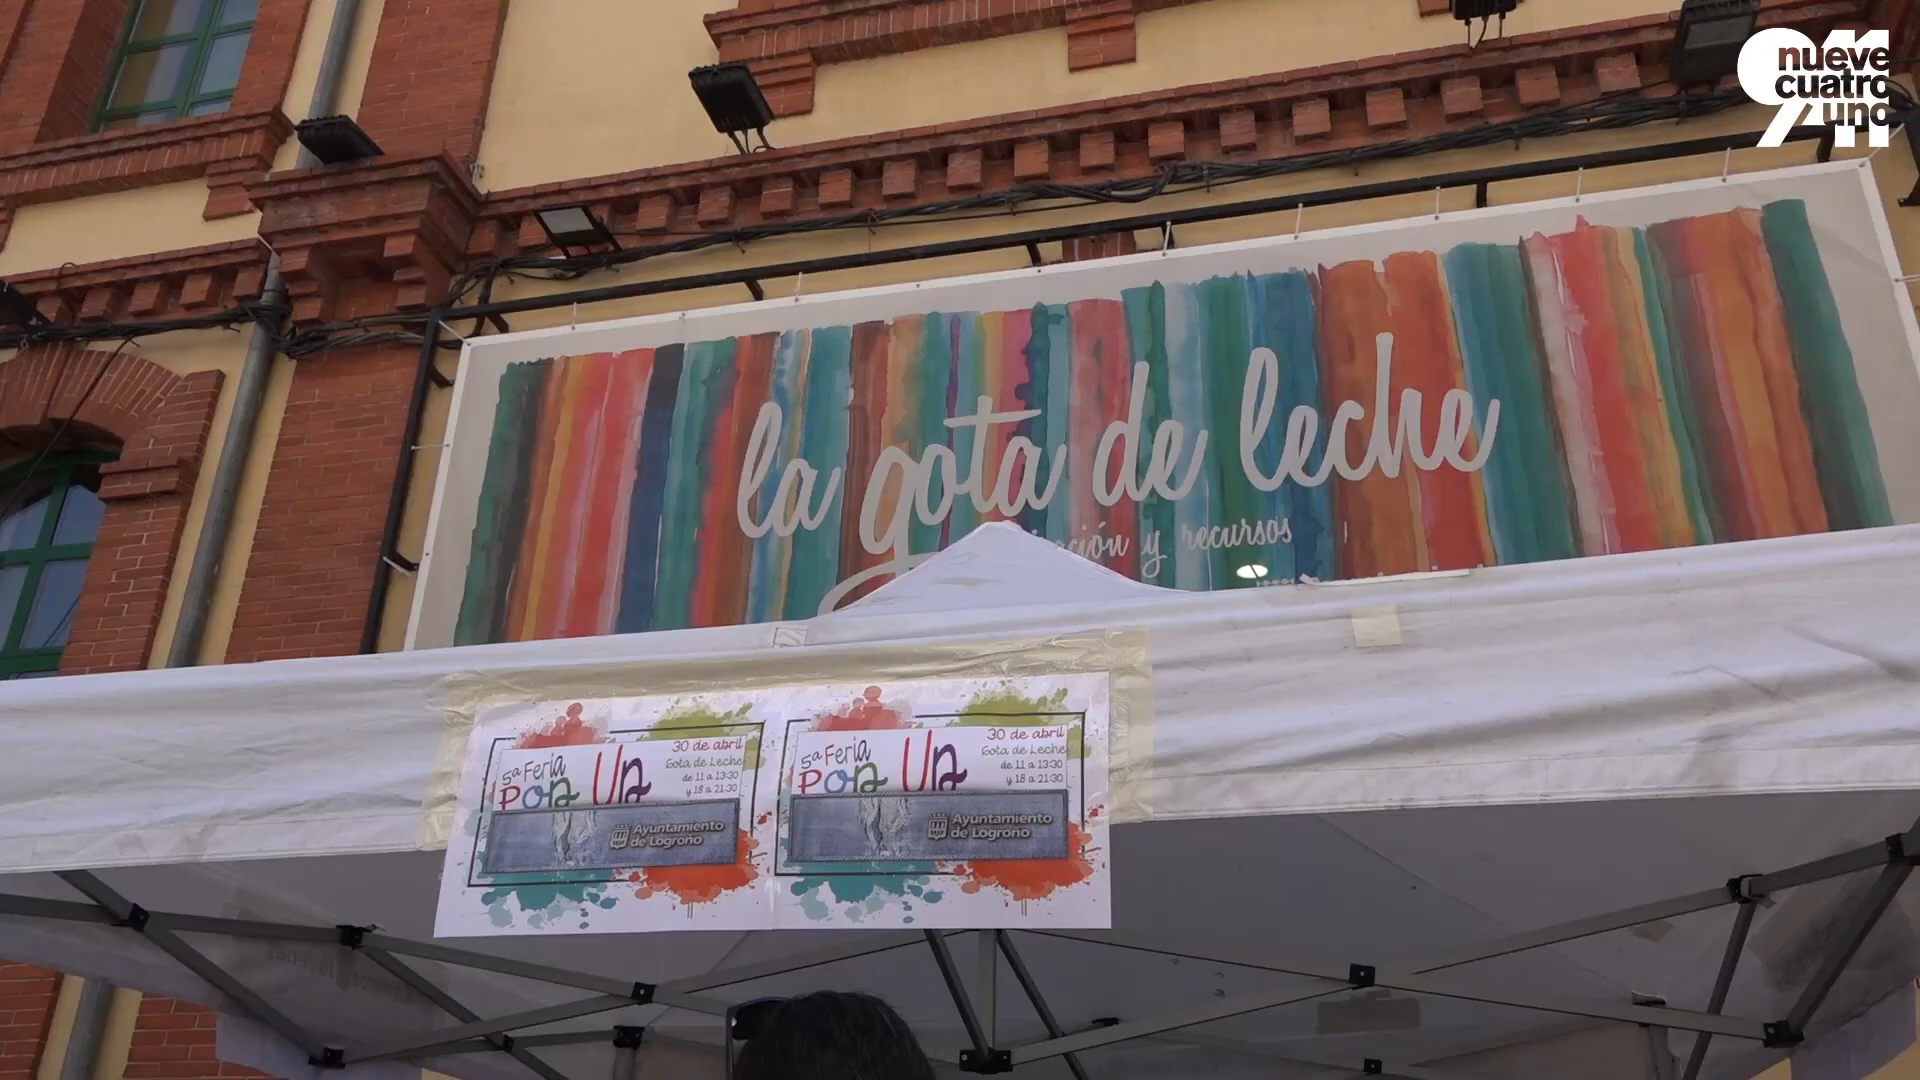 nueve
cuatro
uno
la gota de leche
y recursos
5ª Feria
Pop Up
30 de abril
Gota de Leche
de 11 a 13:30
y 18 a 21:30
Ayuntamiento
de Logroño
5ª Feria
Pop Up
30 de abril
Gota de Leche
de 11 a 13:30
y 18 a 21:30
Ayuntamiento
de Logroño